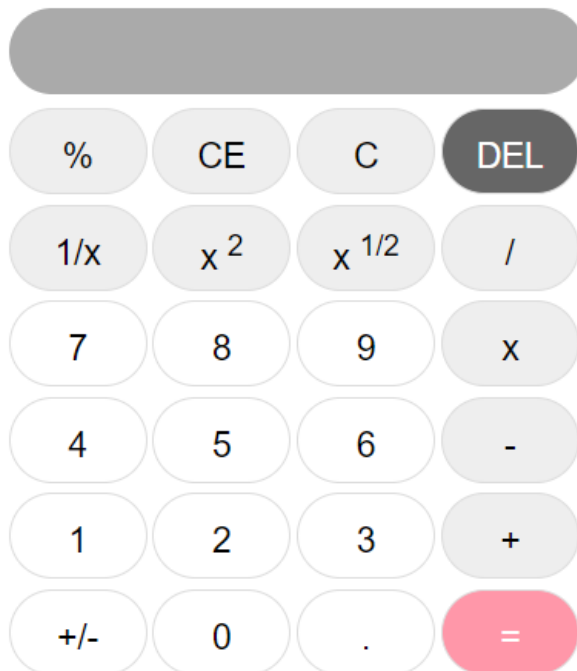 % CE C DEL
1/x x 2 x 1/2 /
7 8 9 x
4 5 6 -
1 2 3 +
+/- 0 . =